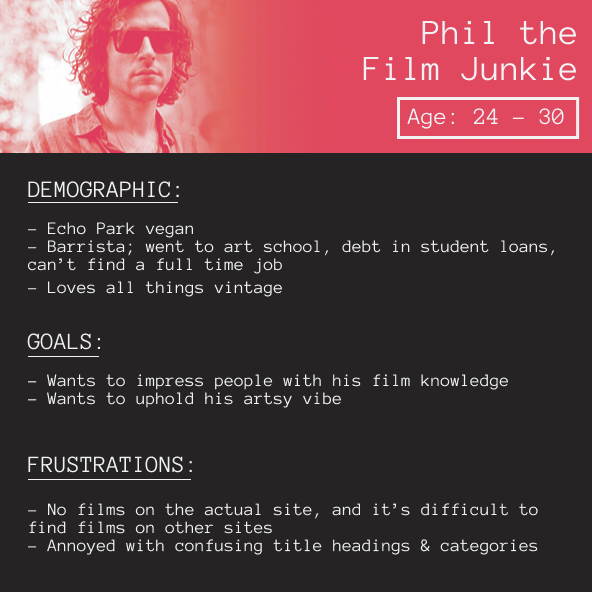 Phil the
Film Junkie
Age: 24 – 30
DEMOGRAPHIC:
– Echo Park vegan
– Barrista; went to art school, debt in student loans,
can’t find a full time job
– Loves all things vintage
GOALS:
– Wants to impress people with his film knowledge
– Wants to uphold his artsy vibe
FRUSTRATIONS:
– No films on the actual site, and it’s difficult to
find films on other sites
– Annoyed with confusing title headings & categories